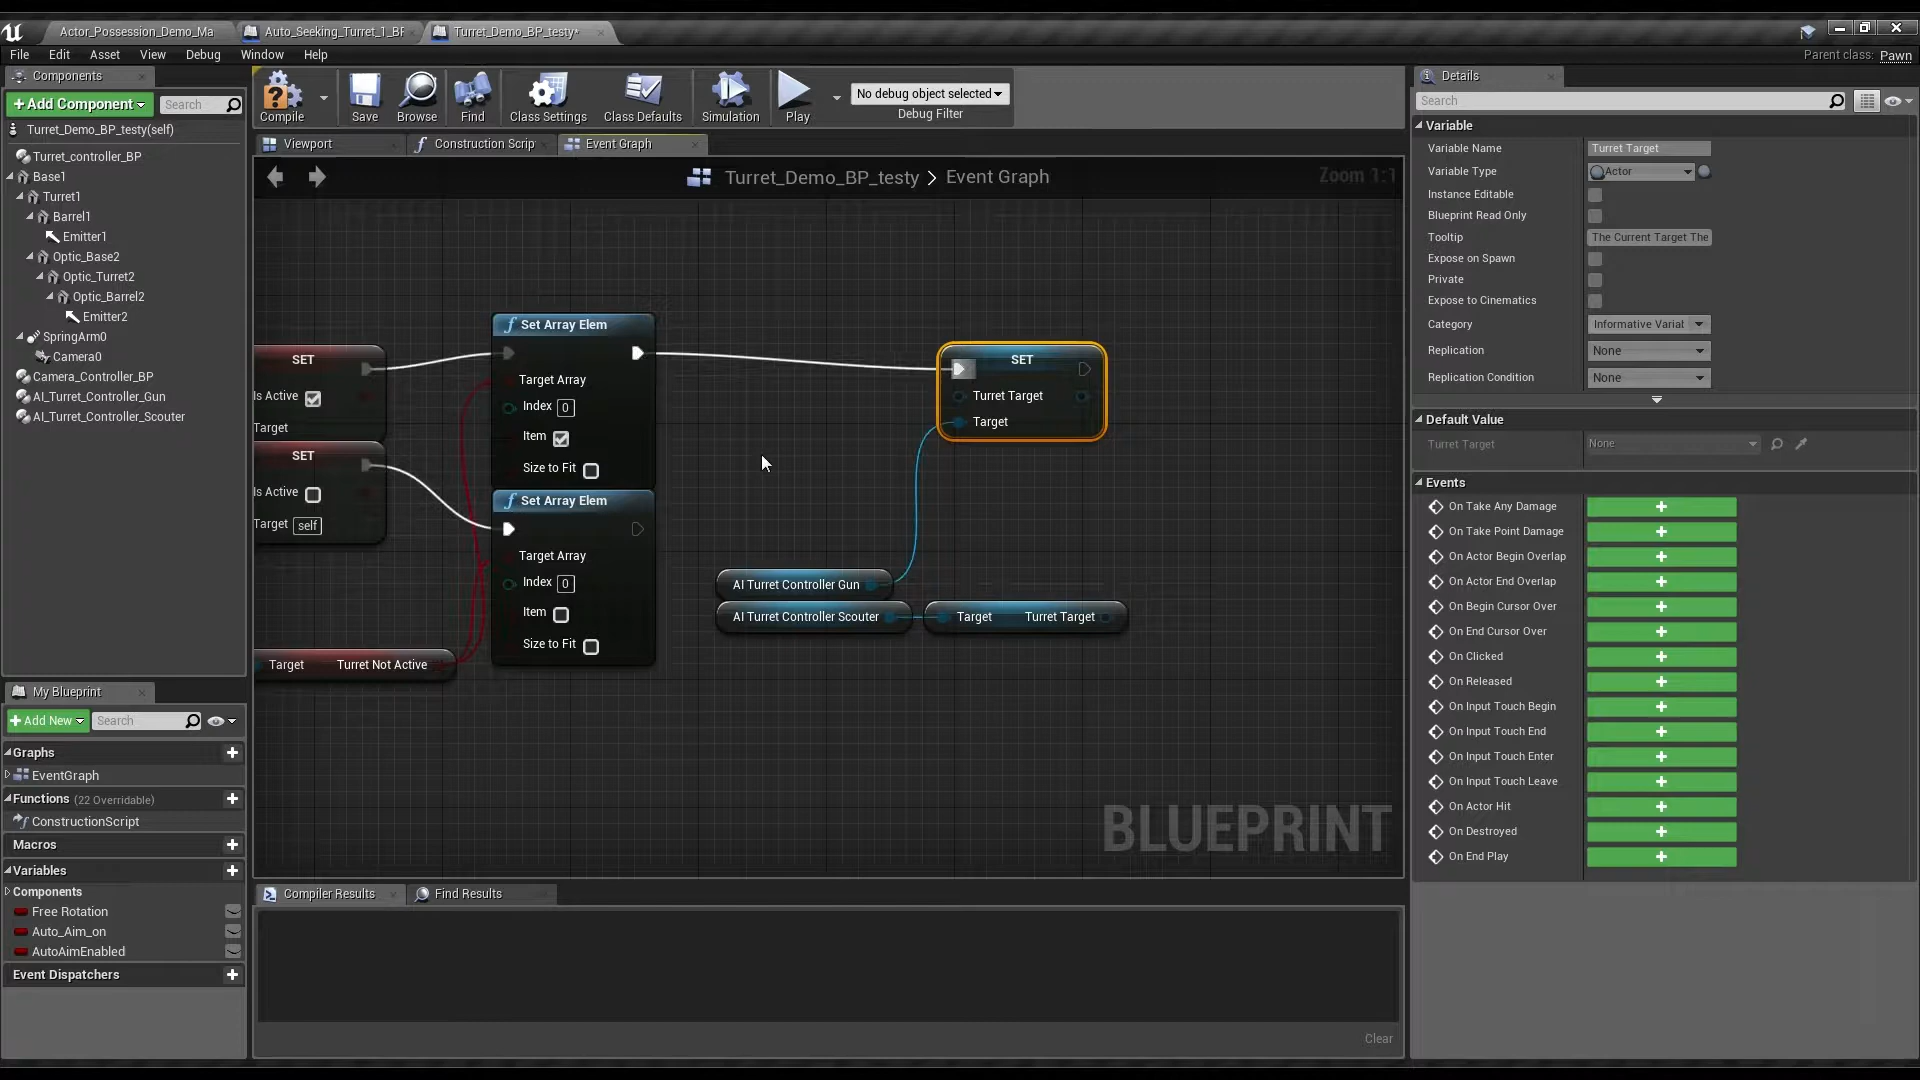 Actor_Possession_Demo_Ma
Auto_Seeking_Turret_1_BP
Turret_Demo_BP_testy*
File
Edit
Asset
View
Debug
Window
Help
Parent class: Pawn
Components
+Add Component
Search
Turret_Demo_BP_testy(self)
Turret_controller_BP
Base1
Turret1
Barrel1
Emitter1
Optic_Base2
Optic_Turret2
Optic_Barrel2
Emitter2
SpringArm0
Camera0
Camera_Controller_BP
AI_Turret_Controller_Gun
AI_Turret_Controller_Scouter
Compile
Save
Browse
Find
Class Settings
Class Defaults
Simulation
Play
No debug object selected
Debug Filter
Viewport
Construction Scrip
Event Graph
Turret_Demo_BP_testy > Event Graph
Zoom 1:1
SET
Is Active
Target
SET
Is Active
Target self
Target Turret Not Active
Set Array Elem
Target Array
Index 0
Item
Size to Fit
Set Array Elem
Target Array
Index 0
Item
Size to Fit
SET
Turret Target
Target
AI Turret Controller Gun
AI Turret Controller Scouter
Target Turret Target
BLUEPRINT
My Blueprint
+Add New
Search
Graphs
EventGraph
Functions (22 Overridable)
ConstructionScript
Macros
Variables
Components
Free Rotation
Auto_Aim_on
AutoAimEnabled
Event Dispatchers
Compiler Results
Find Results
Clear
Details
Search
Variable
Variable Name Turret Target
Variable Type Actor
Instance Editable
Blueprint Read Only
Tooltip The Current Target The
Expose on Spawn
Private
Expose to Cinematics
Category Informative Variat
Replication None
Replication Condition None
Default Value
Turret Target None
Events
On Take Any Damage
On Take Point Damage
On Actor Begin Overlap
On Actor End Overlap
On Begin Cursor Over
On End Cursor Over
On Clicked
On Released
On Input Touch Begin
On Input Touch End
On Input Touch Enter
On Input Touch Leave
On Actor Hit
On Destroyed
On End Play